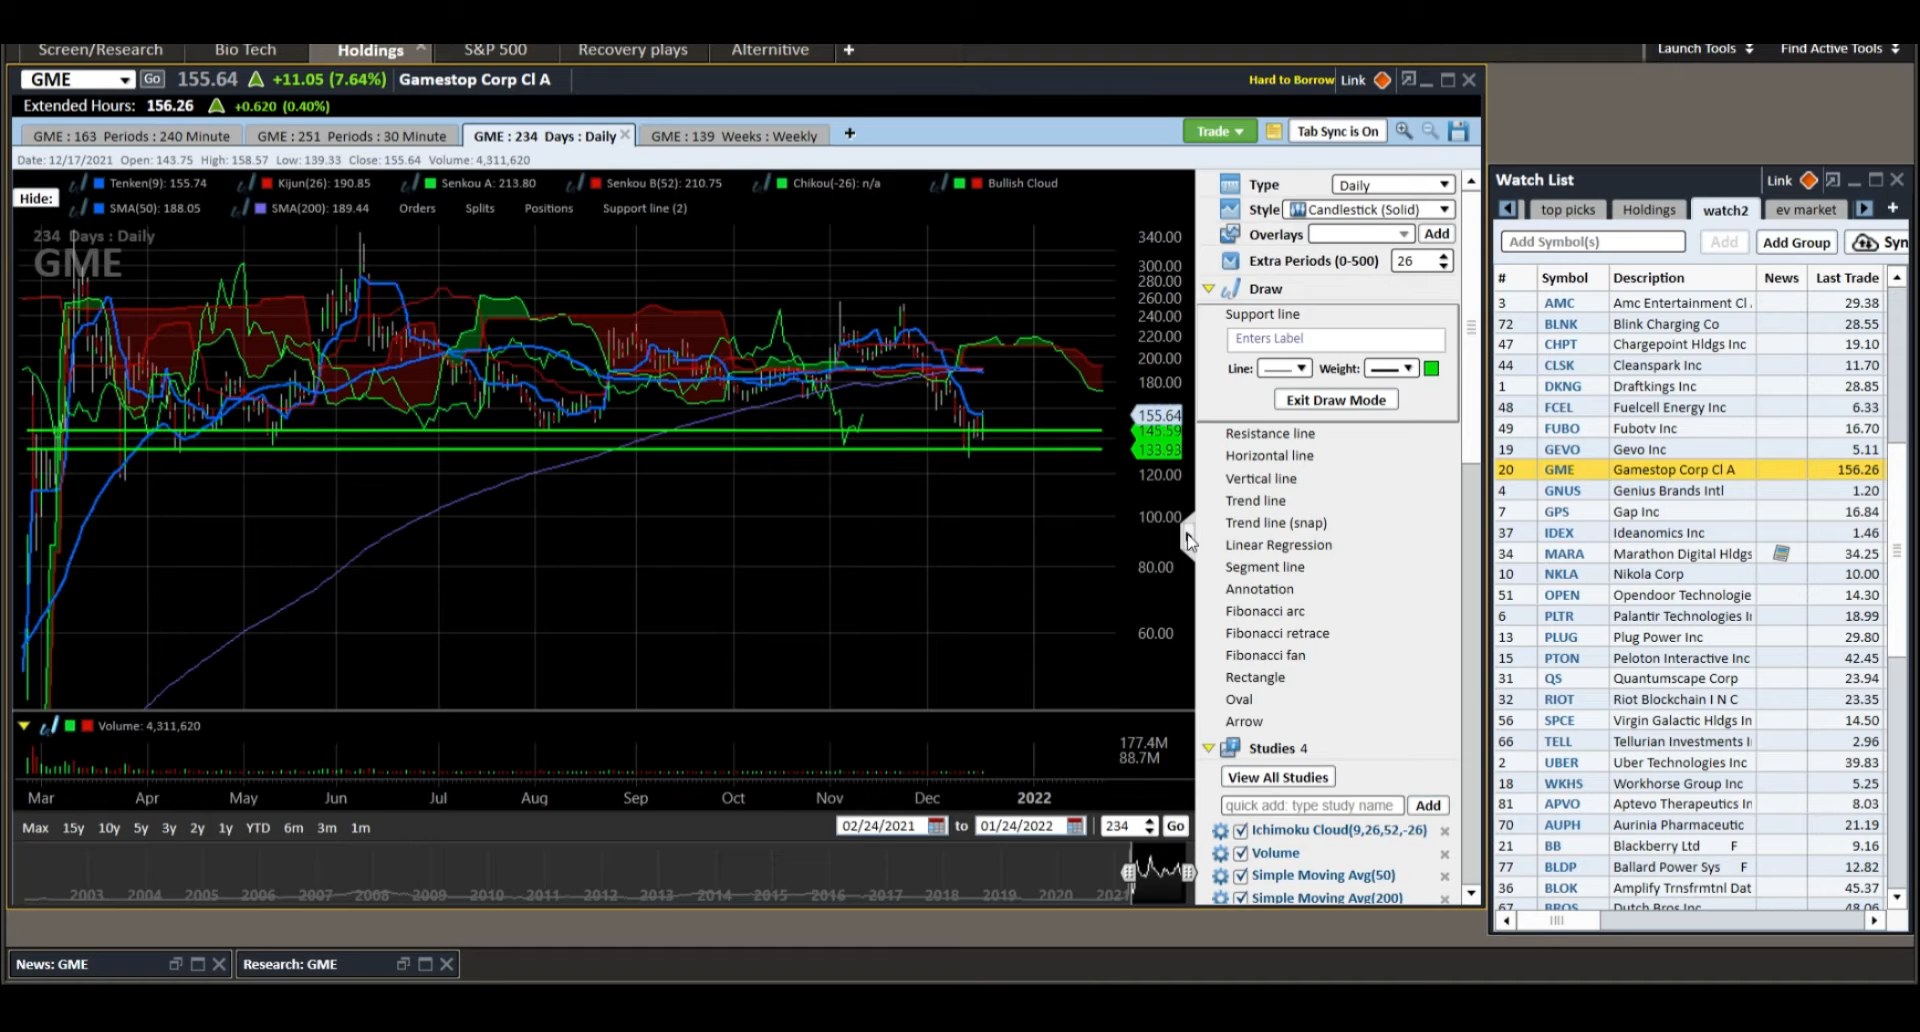 Screen/Research Bio Tech Holdings S&P 500 Recovery plays Alternitive + Launch Tools Find Active Tools
GME Go 155.64 +11.05 (7.64%) Gamestop Corp Cl A Hard to Borrow Link
Extended Hours: 156.26 +0.620 (0.40%)
GME : 163 Periods : 240 Minute GME : 251 Periods : 30 Minute GME : 234 Days : Daily GME : 139 Weeks : Weekly + Trade Tab Sync is On
Date: 12/17/2021 Open: 143.75 High: 158.57 Low: 139.33 Close: 155.64 Volume: 4,311,620
Hide:
Tenken(9): 155.74 Kijun(26): 190.85 Senkou A: 213.80 Senkou B(52): 210.75 Chikou(-26): n/a Bullish Cloud
SMA(50): 188.05 SMA(200): 189.44 Orders Splits Positions Support line (2)
234 Days : Daily
GME
340.00
300.00
280.00
260.00
240.00
220.00
200.00
180.00
155.64
145.59
133.93
120.00
100.00
80.00
60.00
Volume: 4,311,620
177.4M
88.7M
Mar Apr May Jun Jul Aug Sep Oct Nov Dec 2022
Max 15y 10y 5y 3y 2y 1y YTD 6m 3m 1m 02/24/2021 to 01/24/2022 234 Go
2003 2004 2005 2006 2007 2008 2009 2010 2011 2012 2013 2014 2015 2016 2017 2018 2019 2020 2021
Type Daily
Style Candlestick (Solid)
Overlays Add
Extra Periods (0-500) 26
Draw
Support line
Enters Label
Line: Weight:
Exit Draw Mode
Resistance line
Horizontal line
Vertical line
Trend line
Trend line (snap)
Linear Regression
Segment line
Annotation
Fibonacci arc
Fibonacci retrace
Fibonacci fan
Rectangle
Oval
Arrow
Studies 4
View All Studies
quick add: type study name Add
Ichimoku Cloud(9,26,52,-26)
Volume
Simple Moving Avg(50)
Simple Moving Avg(200)
Watch List Link
top picks Holdings watch2 ev market +
Add Symbol(s) Add Add Group Syn
# Symbol Description News Last Trade
3 AMC Amc Entertainment Cl 29.38
72 BLNK Blink Charging Co 28.55
47 CHPT Chargepoint Hldgs Inc 19.10
44 CLSK Cleanspark Inc 11.70
1 DKNG Draftkings Inc 28.85
48 FCEL Fuelcell Energy Inc 6.33
49 FUBO Fubotv Inc 16.70
19 GEVO Gevo Inc 5.11
20 GME Gamestop Corp Cl A 156.26
4 GNUS Genius Brands Intl 1.20
7 GPS Gap Inc 16.84
37 IDEX Ideanomics Inc 1.46
34 MARA Marathon Digital Hldgs 34.25
10 NKLA Nikola Corp 10.00
51 OPEN Opendoor Technologie 14.30
6 PLTR Palantir Technologies I 18.99
13 PLUG Plug Power Inc 29.80
15 PTON Peloton Interactive Inc 42.45
31 QS Quantumscape Corp 23.94
32 RIOT Riot Blockchain I N C 23.35
56 SPCE Virgin Galactic Hldgs In 14.50
66 TELL Tellurian Investments I 2.96
2 UBER Uber Technologies Inc 39.83
18 WKHS Workhorse Group Inc 5.25
81 APVO Aptevo Therapeutics In 8.03
70 AUPH Aurinia Pharmaceutic 21.19
21 BB Blackberry Ltd F 9.16
77 BLDP Ballard Power Sys F 12.82
36 BLOK Amplify Trnsfrmtnl Dat 45.37
67 BROS Dutch Bros Inc 48.06
News: GME Research: GME